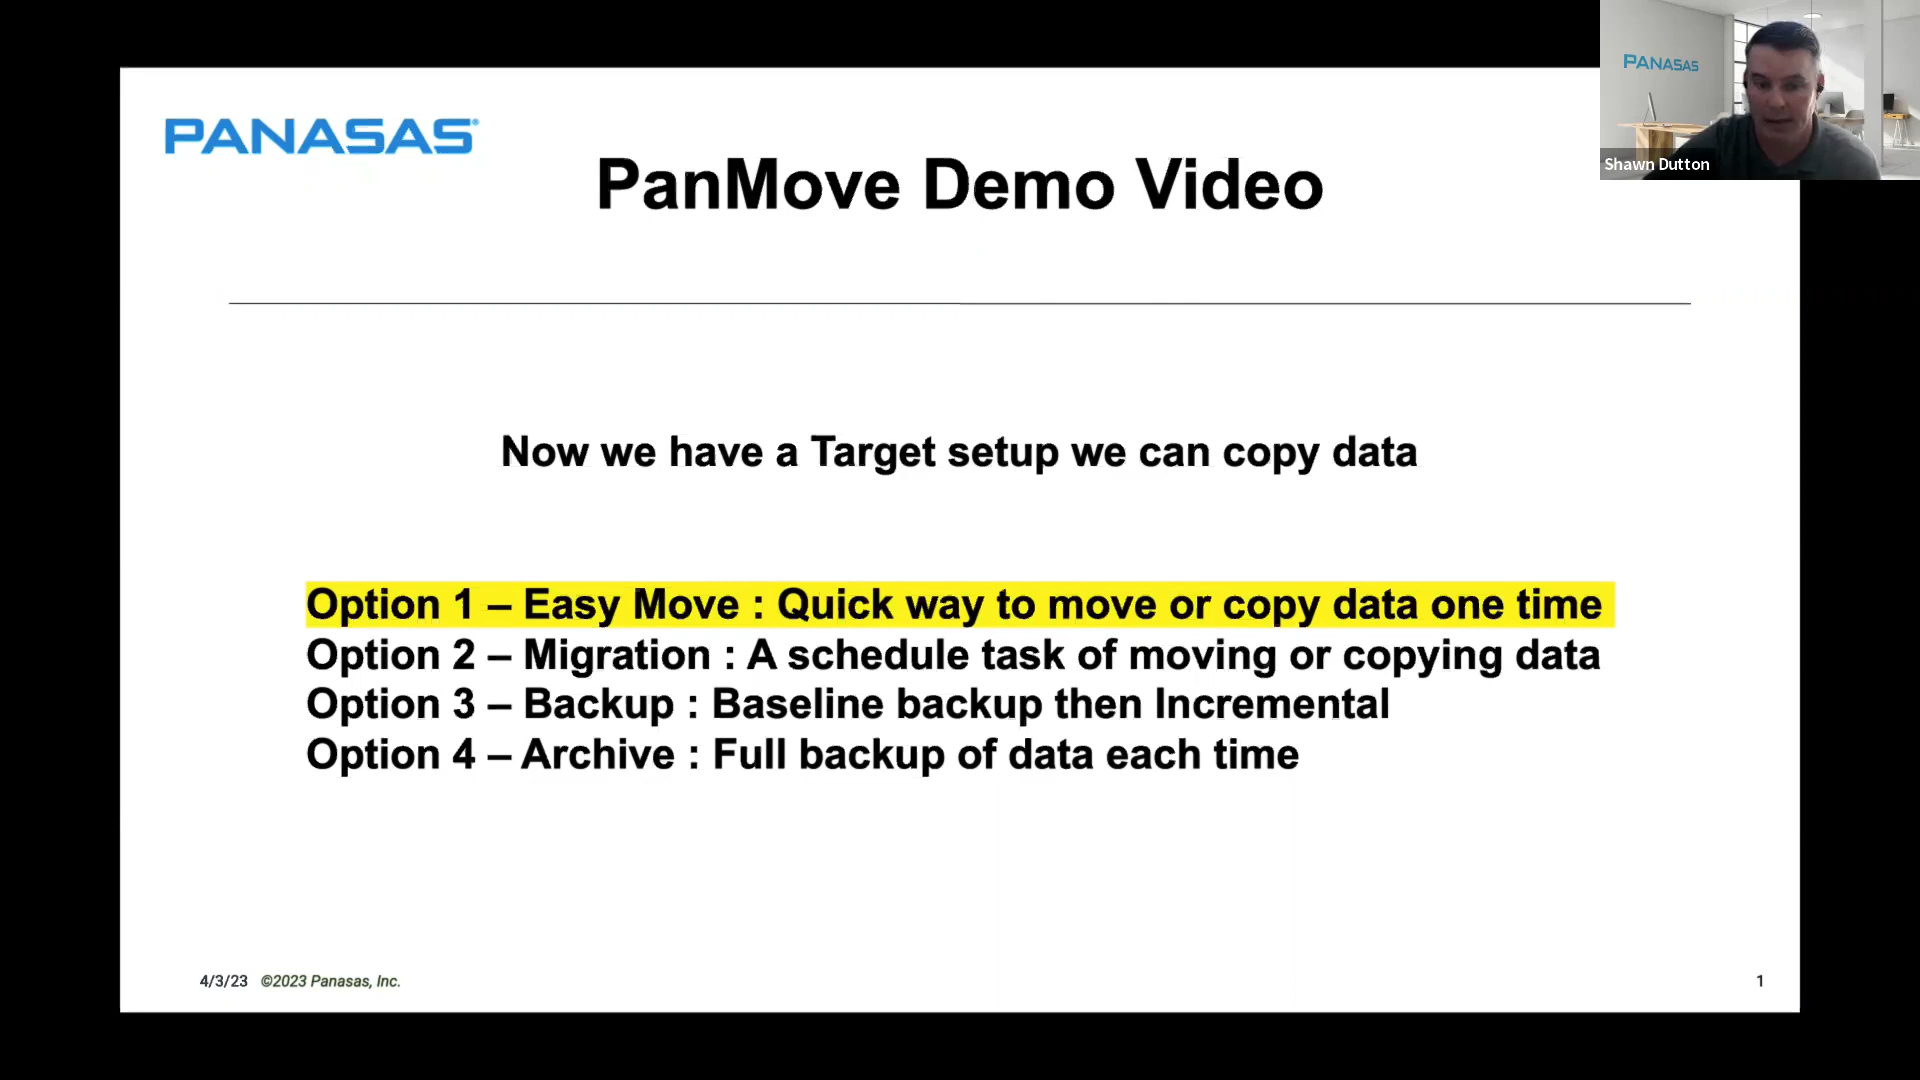 PANASAS
PANASAS
Shawn Dutton
PanMove Demo Video
Now we have a Target setup we can copy data
Option 1 – Easy Move : Quick way to move or copy data one time
Option 2 – Migration : A schedule task of moving or copying data
Option 3 – Backup : Baseline backup then Incremental
Option 4 – Archive : Full backup of data each time
4/3/23 ©2023 Panasas, Inc.
1